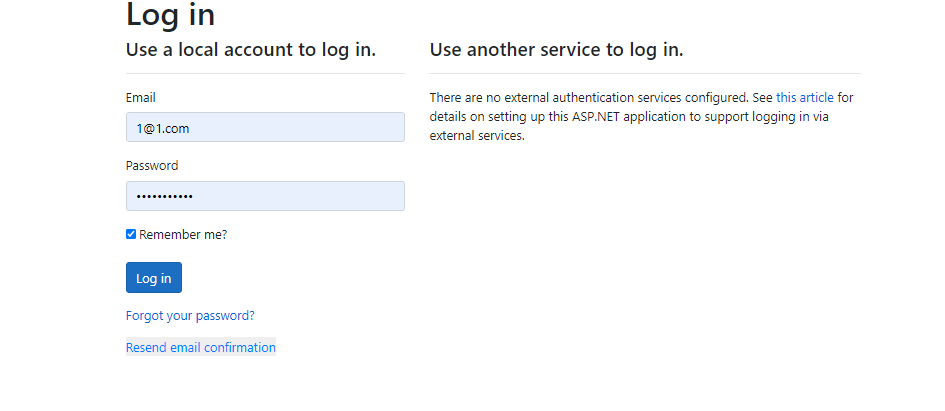 Log in
Use a local account to log in.
Use another service to log in.
Email
1@1.com
Password
•••••••••••
Remember me?
Log in
Forgot your password?
Resend email confirmation
There are no external authentication services configured. See this article for
details on setting up this ASP.NET application to support logging in via
external services.